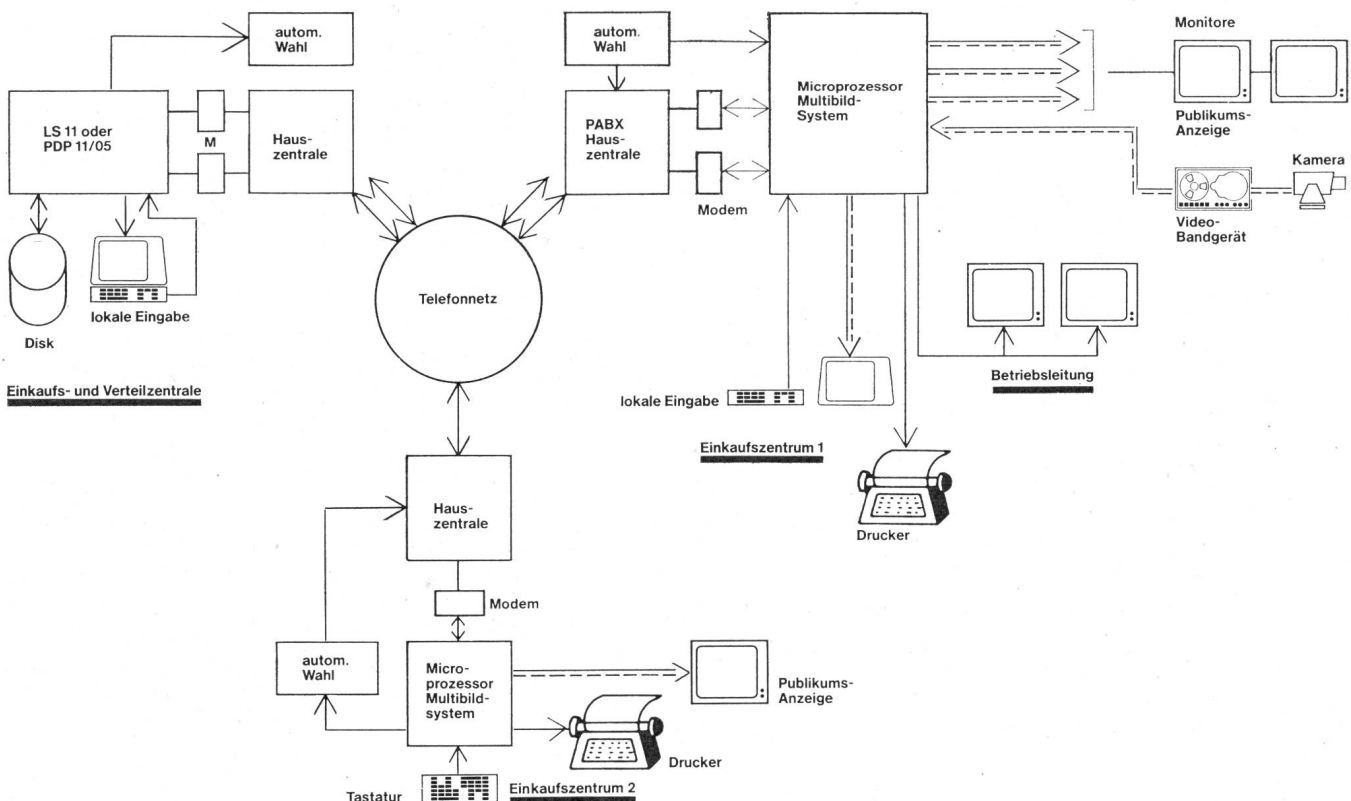 autom.
Wahl
LS 11 oder
PDP 11/05
M
Haus-
zentrale
Disk
lokale Eingabe
Einkaufs- und Verteilzentrale
Telefonnetz
autom.
Wahl
PABX
Haus-
zentrale
Modem
Microprozessor
Multibild-
System
Monitore
Publikums-
Anzeige
Kamera
Video-
Bandgerät
Betriebsleitung
lokale Eingabe
Einkaufszentrum 1
Drucker
Haus-
zentrale
Modem
autom.
Wahl
Micro-
prozessor
Multibild-
system
Publikums-
Anzeige
Drucker
Tastatur
Einkaufszentrum 2